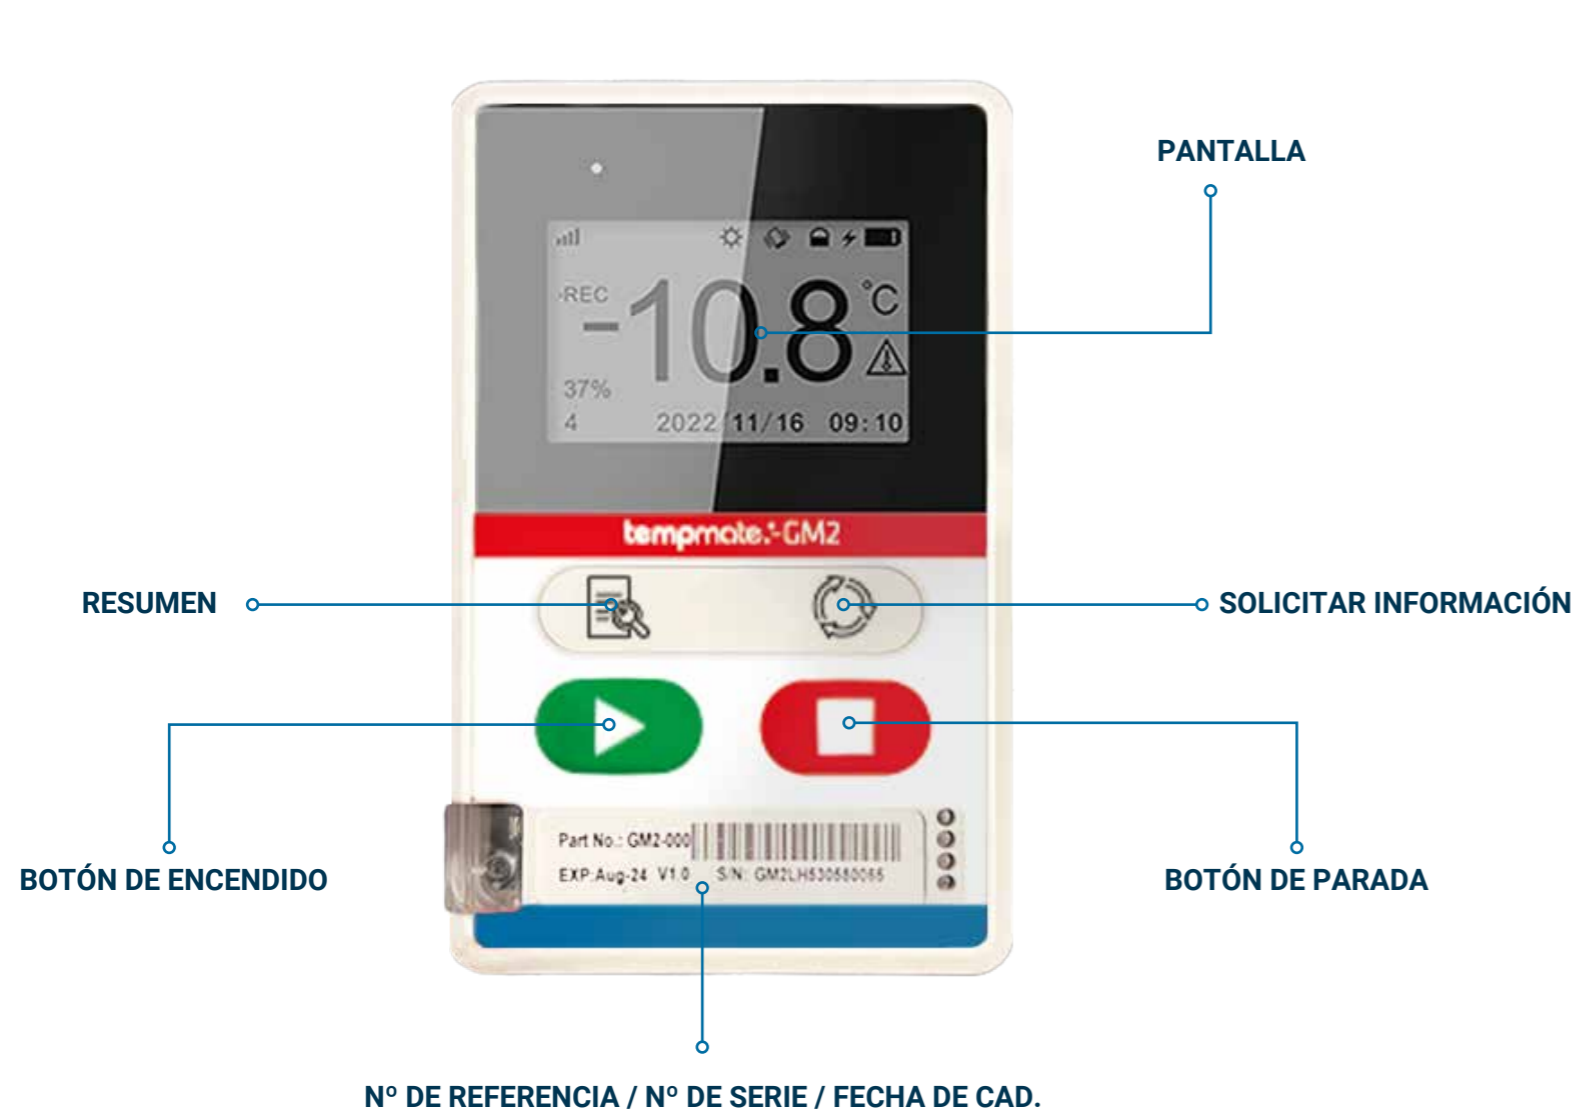 PANTALLA
REC
-10.8 °C
37%
4 2022/11/16 09:10
tempmate.-GM2
RESUMEN
SOLICITAR INFORMACIÓN
BOTÓN DE ENCENDIDO
BOTÓN DE PARADA
Part No.: GM2-000
EXP:Aug-24 V1.0 S/N: GM2LH530580065
Nº DE REFERENCIA / Nº DE SERIE / FECHA DE CAD.